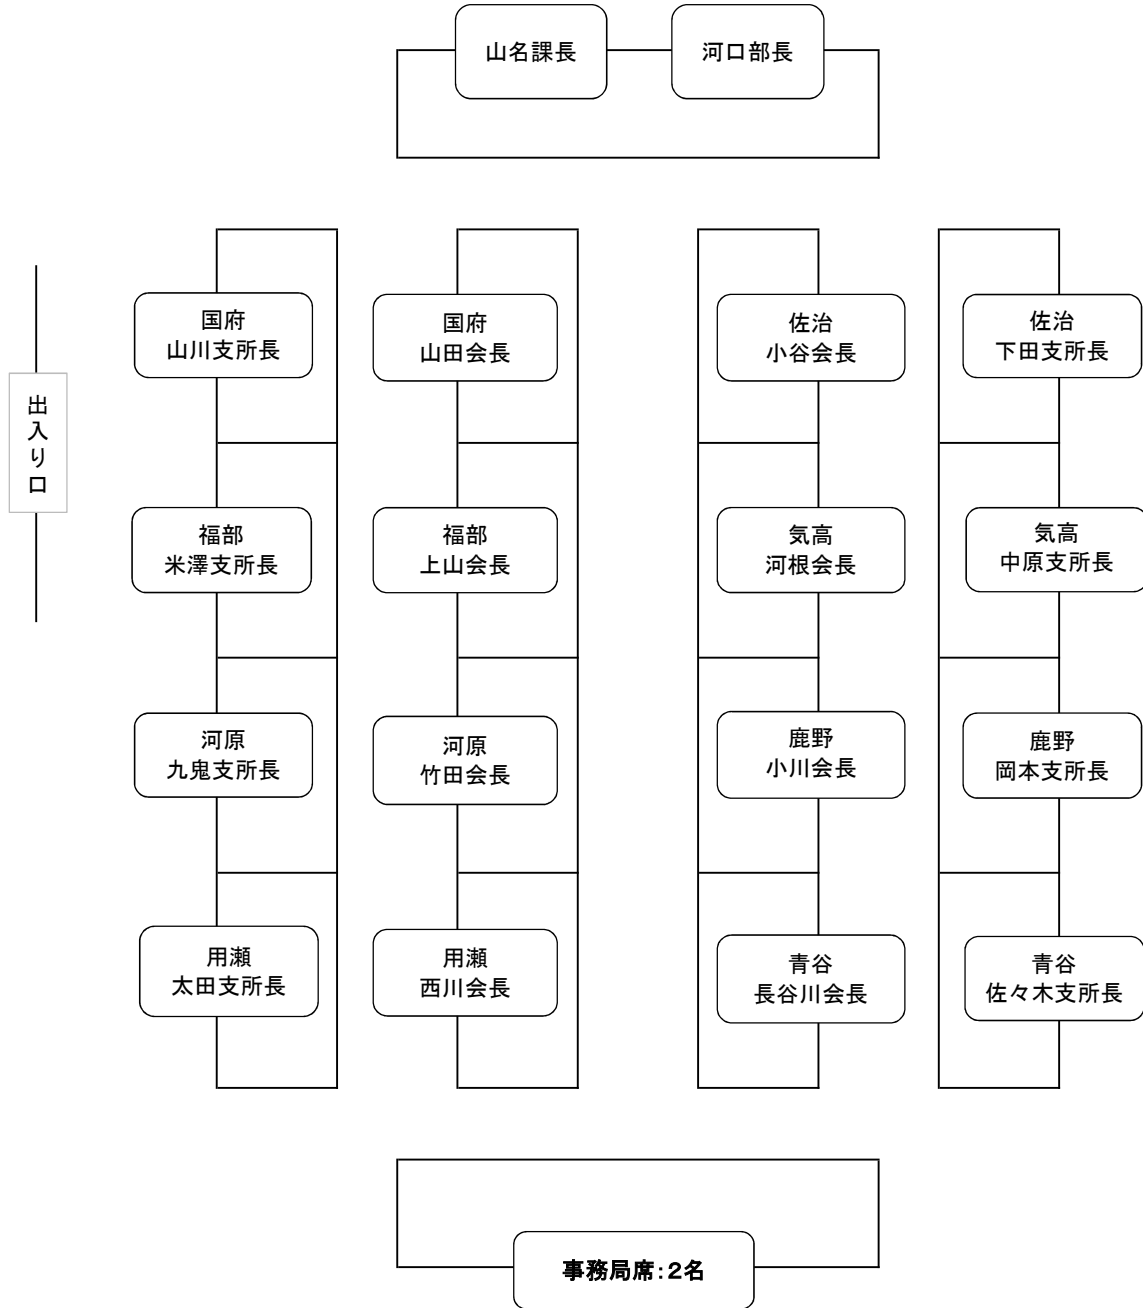 山名課長
河口部長
国府
山川支所長
国府
山田会長
佐治
小谷会長
佐治
下田支所長
出入り口
福部
米澤支所長
福部
上山会長
気高
河根会長
気高
中原支所長
河原
九鬼支所長
河原
竹田会長
鹿野
小川会長
鹿野
岡本支所長
用瀬
太田支所長
用瀬
西川会長
青谷
長谷川会長
青谷
佐々木支所長
事務局席：2名